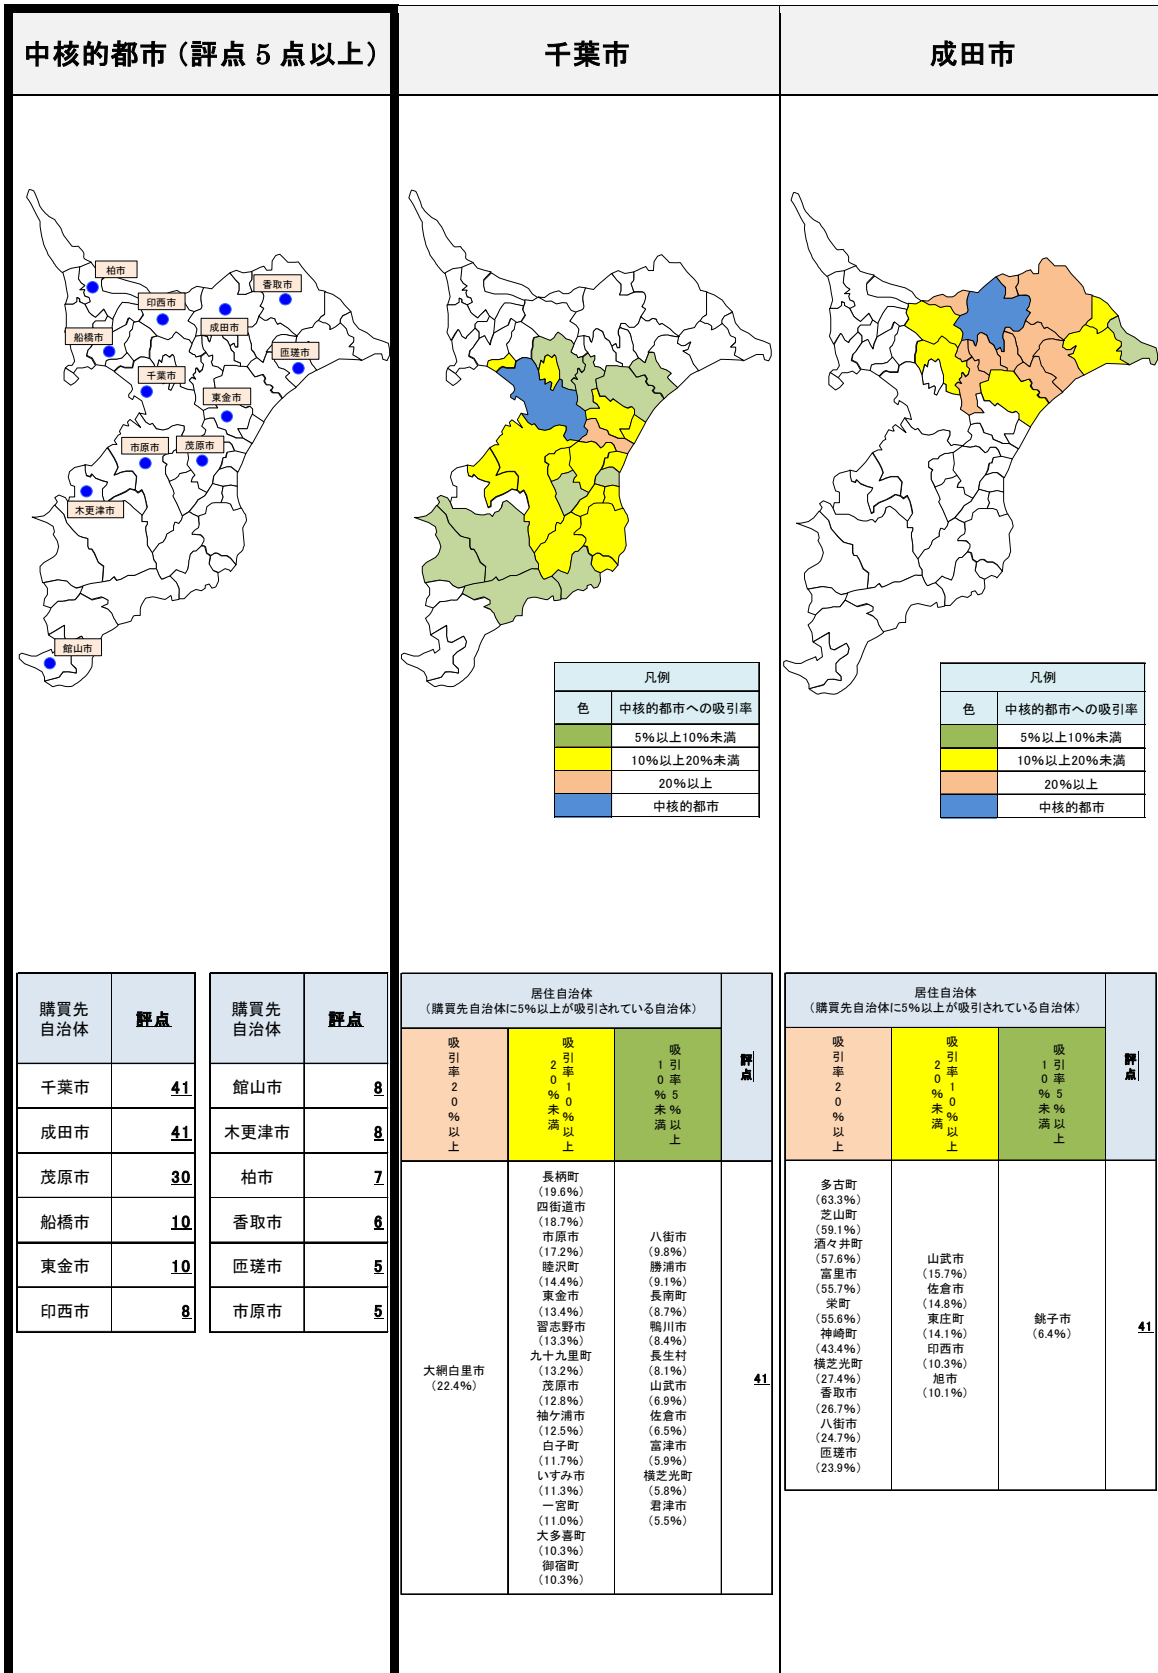 中核的都市（評点５点以上）
千葉市
成田市
柏市
印西市
香取市
成田市
船橋市
匝瑳市
千葉市
東金市
市原市
茂原市
木更津市
館山市
凡例
色 中核的都市への吸引率
5%以上10%未満
10%以上20%未満
20%以上
中核的都市
凡例
色 中核的都市への吸引率
5%以上10%未満
10%以上20%未満
20%以上
中核的都市
購買先
自治体
評点
千葉市 41
成田市 41
茂原市 30
船橋市 10
東金市 10
印西市 8
購買先
自治体
評点
館山市 8
木更津市 8
柏市 7
香取市 6
匝瑳市 5
市原市 5
居住自治体
（購買先自治体に5%以上が吸引されている自治体）
評点
吸引率２０％以上
吸引率１０％以上
２０％未満
吸引率５％以上
１０％未満
大網白里市
（22.4%）
長柄町
（19.6%）
四街道市
（18.7%）
市原市
（17.2%）
睦沢町
（14.4%）
東金市
（13.4%）
習志野市
（13.3%）
九十九里町
（13.2%）
茂原市
（12.8%）
袖ケ浦市
（12.5%）
白子町
（11.7%）
いすみ市
（11.3%）
一宮町
（11.0%）
大多喜町
（10.3%）
御宿町
（10.3%）
八街市
（9.8%）
勝浦市
（9.1%）
長南町
（8.7%）
鴨川市
（8.4%）
長生村
（8.1%）
山武市
（6.9%）
佐倉市
（6.5%）
富津市
（5.9%）
横芝光町
（5.8%）
君津市
（5.5%）
41
居住自治体
（購買先自治体に5%以上が吸引されている自治体）
評点
吸引率２０％以上
吸引率１０％以上
２０％未満
吸引率５％以上
１０％未満
多古町
（63.3%）
芝山町
（59.1%）
酒々井町
（57.6%）
富里市
（55.7%）
栄町
（55.6%）
神崎町
（43.4%）
横芝光町
（27.4%）
香取市
（26.7%）
八街市
（24.7%）
匝瑳市
（23.9%）
山武市
（15.7%）
佐倉市
（14.8%）
東庄町
（14.1%）
印西市
（10.3%）
旭市
（10.1%）
銚子市
（6.4%）
41